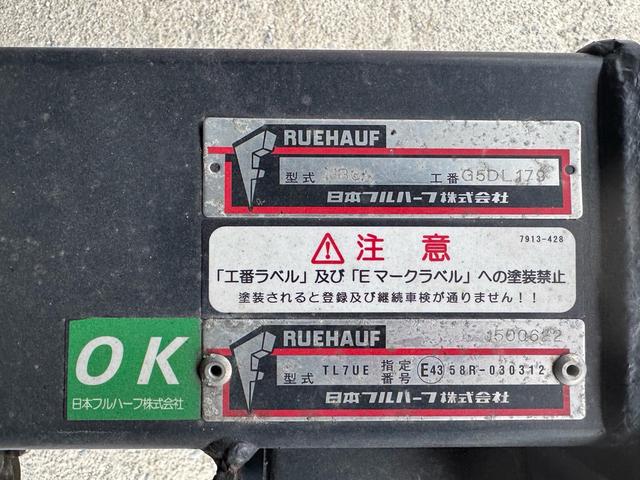 RUEHAUF
型式
工番 G5DL179
日本フルハーフ株式会社
注意
7913-428
「工番ラベル」及び「Eマークラベル」への塗装禁止
塗装されると登録及び継続車検が通りません!!
RUEHAUF
J500622
型式 TL7UE 指定番号 E43 58R-030312
日本フルハーフ株式会社
OK
日本フルハーフ株式会社